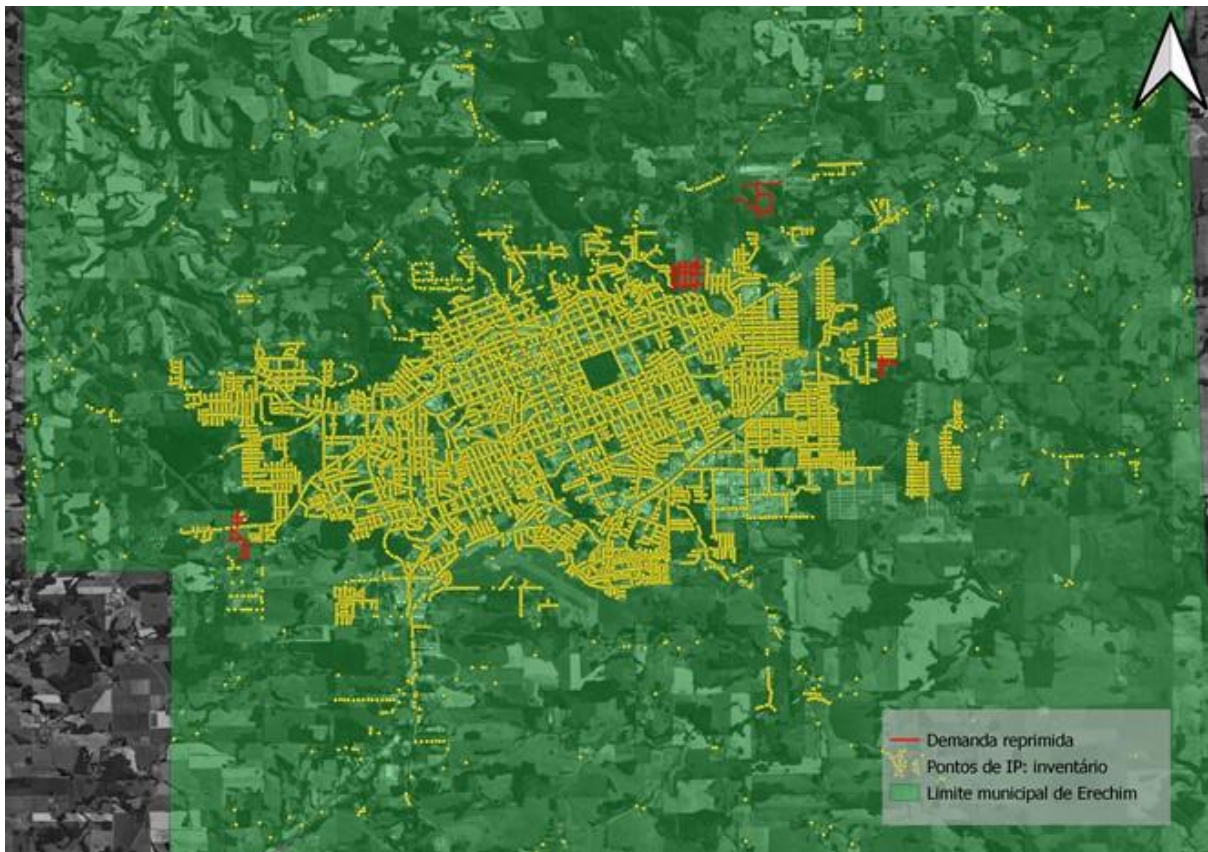 Demanda reprimida
Pontos de IP: inventário
Limite municipal de Erechim